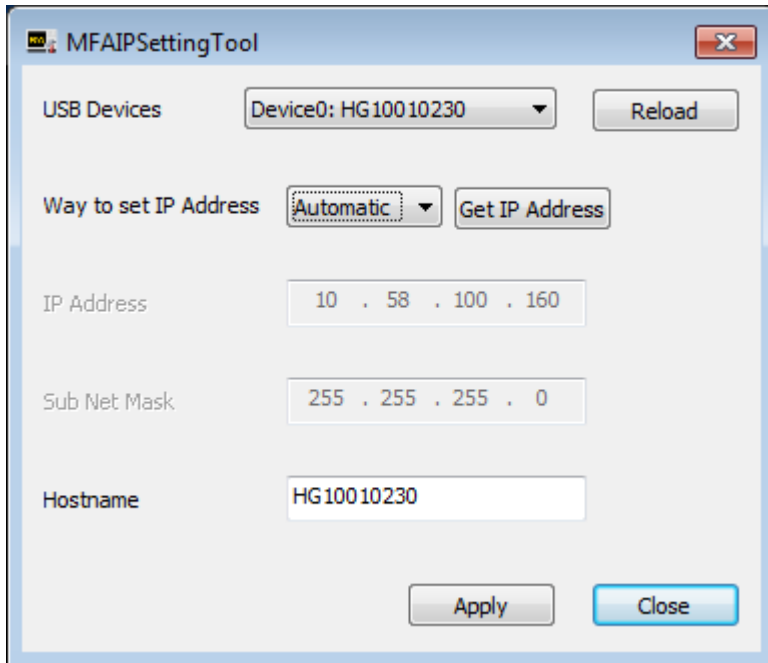 MFAIPSettingTool
USB Devices Device0: HG10010230 Reload
Way to set IP Address Automatic Get IP Address
IP Address 10 . 58 . 100 . 160
Sub Net Mask 255 . 255 . 255 . 0
Hostname HG10010230
Apply Close